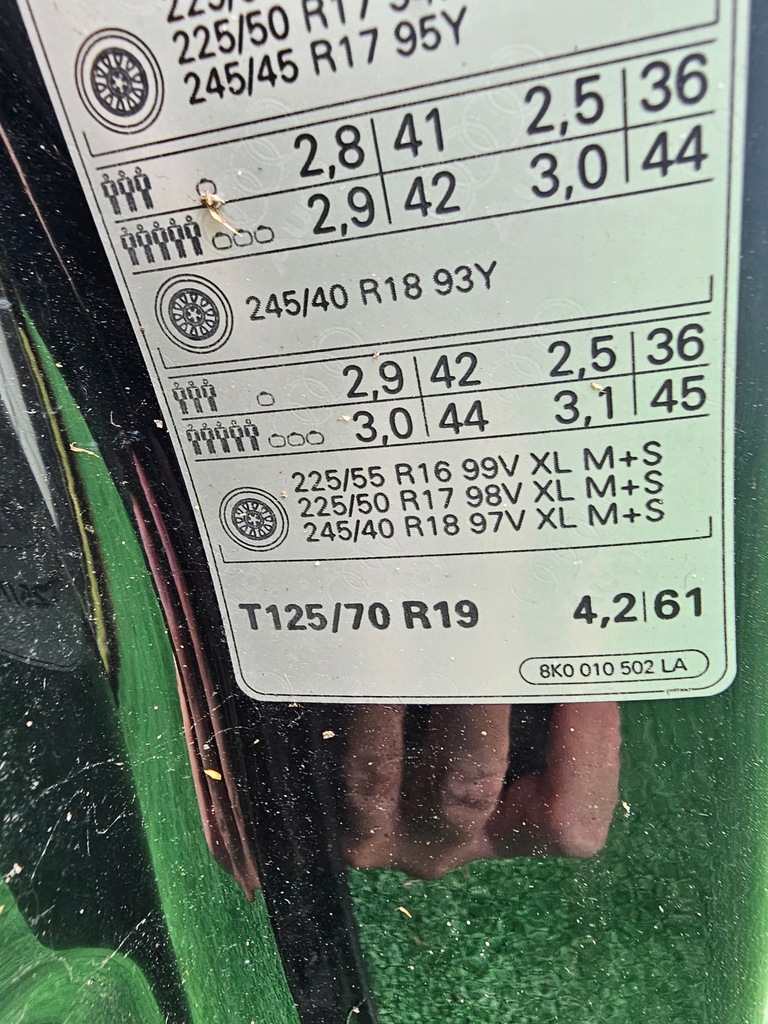 225/50 R17
245/45 R17 95Y
2,8 41 2,5 36
2,9 42 3,0 44
245/40 R18 93Y
2,9 42 2,5 36
3,0 44 3,1 45
225/55 R16 99V XL M+S
225/50 R17 98V XL M+S
245/40 R18 97V XL M+S
T125/70 R19 4,2 61
8K0 010 502 LA